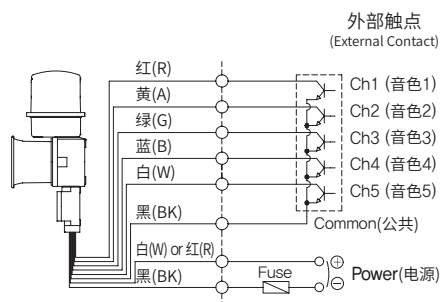 外部触点
(External Contact)
红(R)
Ch1 (音色1)
黄(A)
Ch2 (音色2)
绿(G)
Ch3 (音色3)
蓝(B)
Ch4 (音色4)
白(W)
Ch5 (音色5)
黑(BK)
Common(公共)
白(W) or 红(R)
Fuse
Power(电源)
黑(BK)